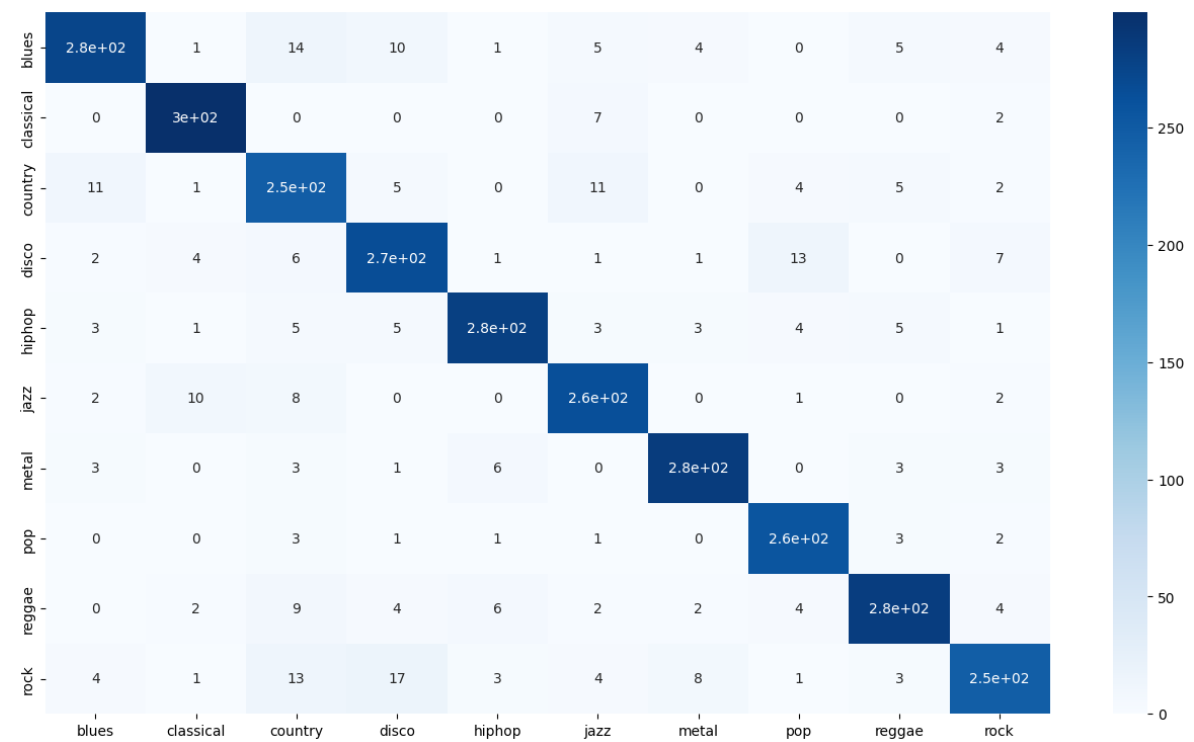 blues 2.8e+02 1 14 10 1 5 4 0 5 4
classical 0 3e+02 0 0 0 7 0 0 0 2
country 11 1 2.5e+02 5 0 11 0 4 5 2
disco 2 4 6 2.7e+02 1 1 1 13 0 7
hiphop 3 1 5 5 2.8e+02 3 3 4 5 1
jazz 2 10 8 0 0 2.6e+02 0 1 0 2
metal 3 0 3 1 6 0 2.8e+02 0 3 3
pop 0 0 3 1 1 1 0 2.6e+02 3 2
reggae 0 2 9 4 6 2 2 4 2.8e+02 4
rock 4 1 13 17 3 4 8 1 3 2.5e+02
blues classical country disco hiphop jazz metal pop reggae rock
250
200
150
100
50
0